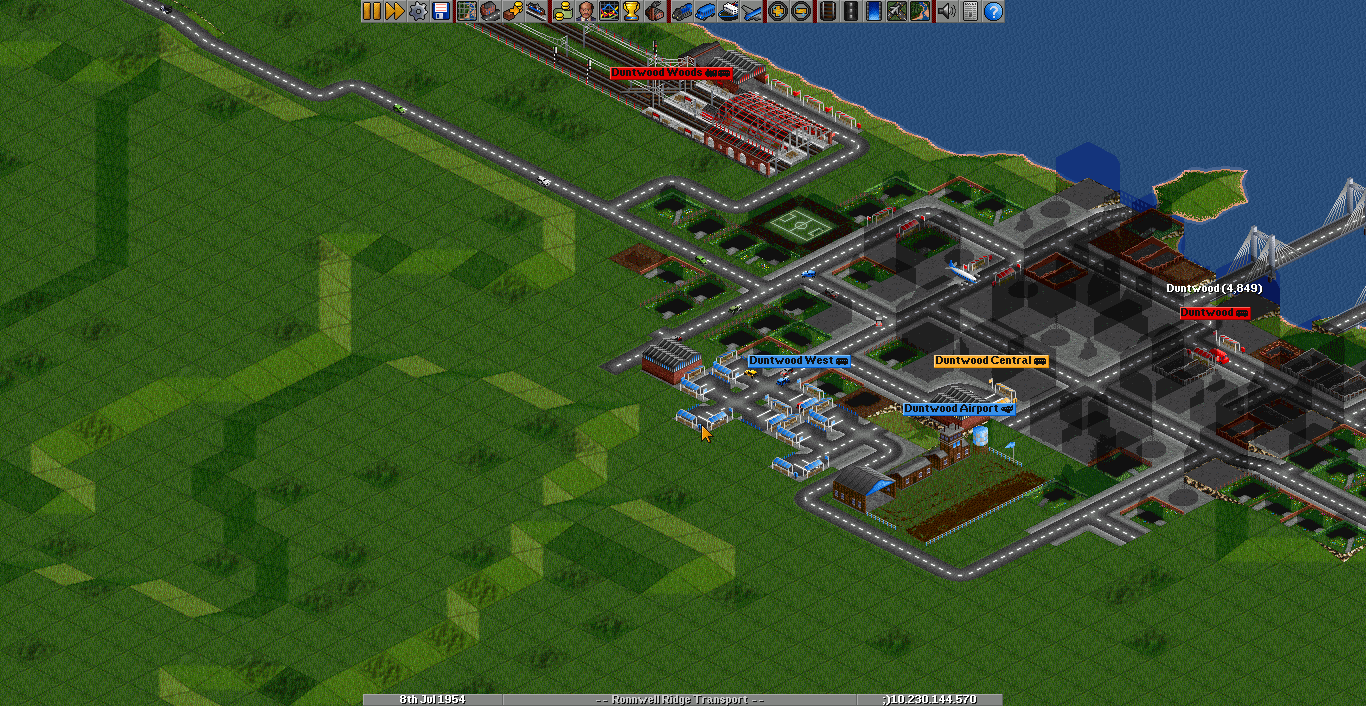 Duntwood Woods
Duntwood (4,849)
Duntwood
Duntwood West
Duntwood Central
Duntwood Airport
8th Jul 1954
- - Ronnwell Ridge Transport - -
;)10.230.144.570